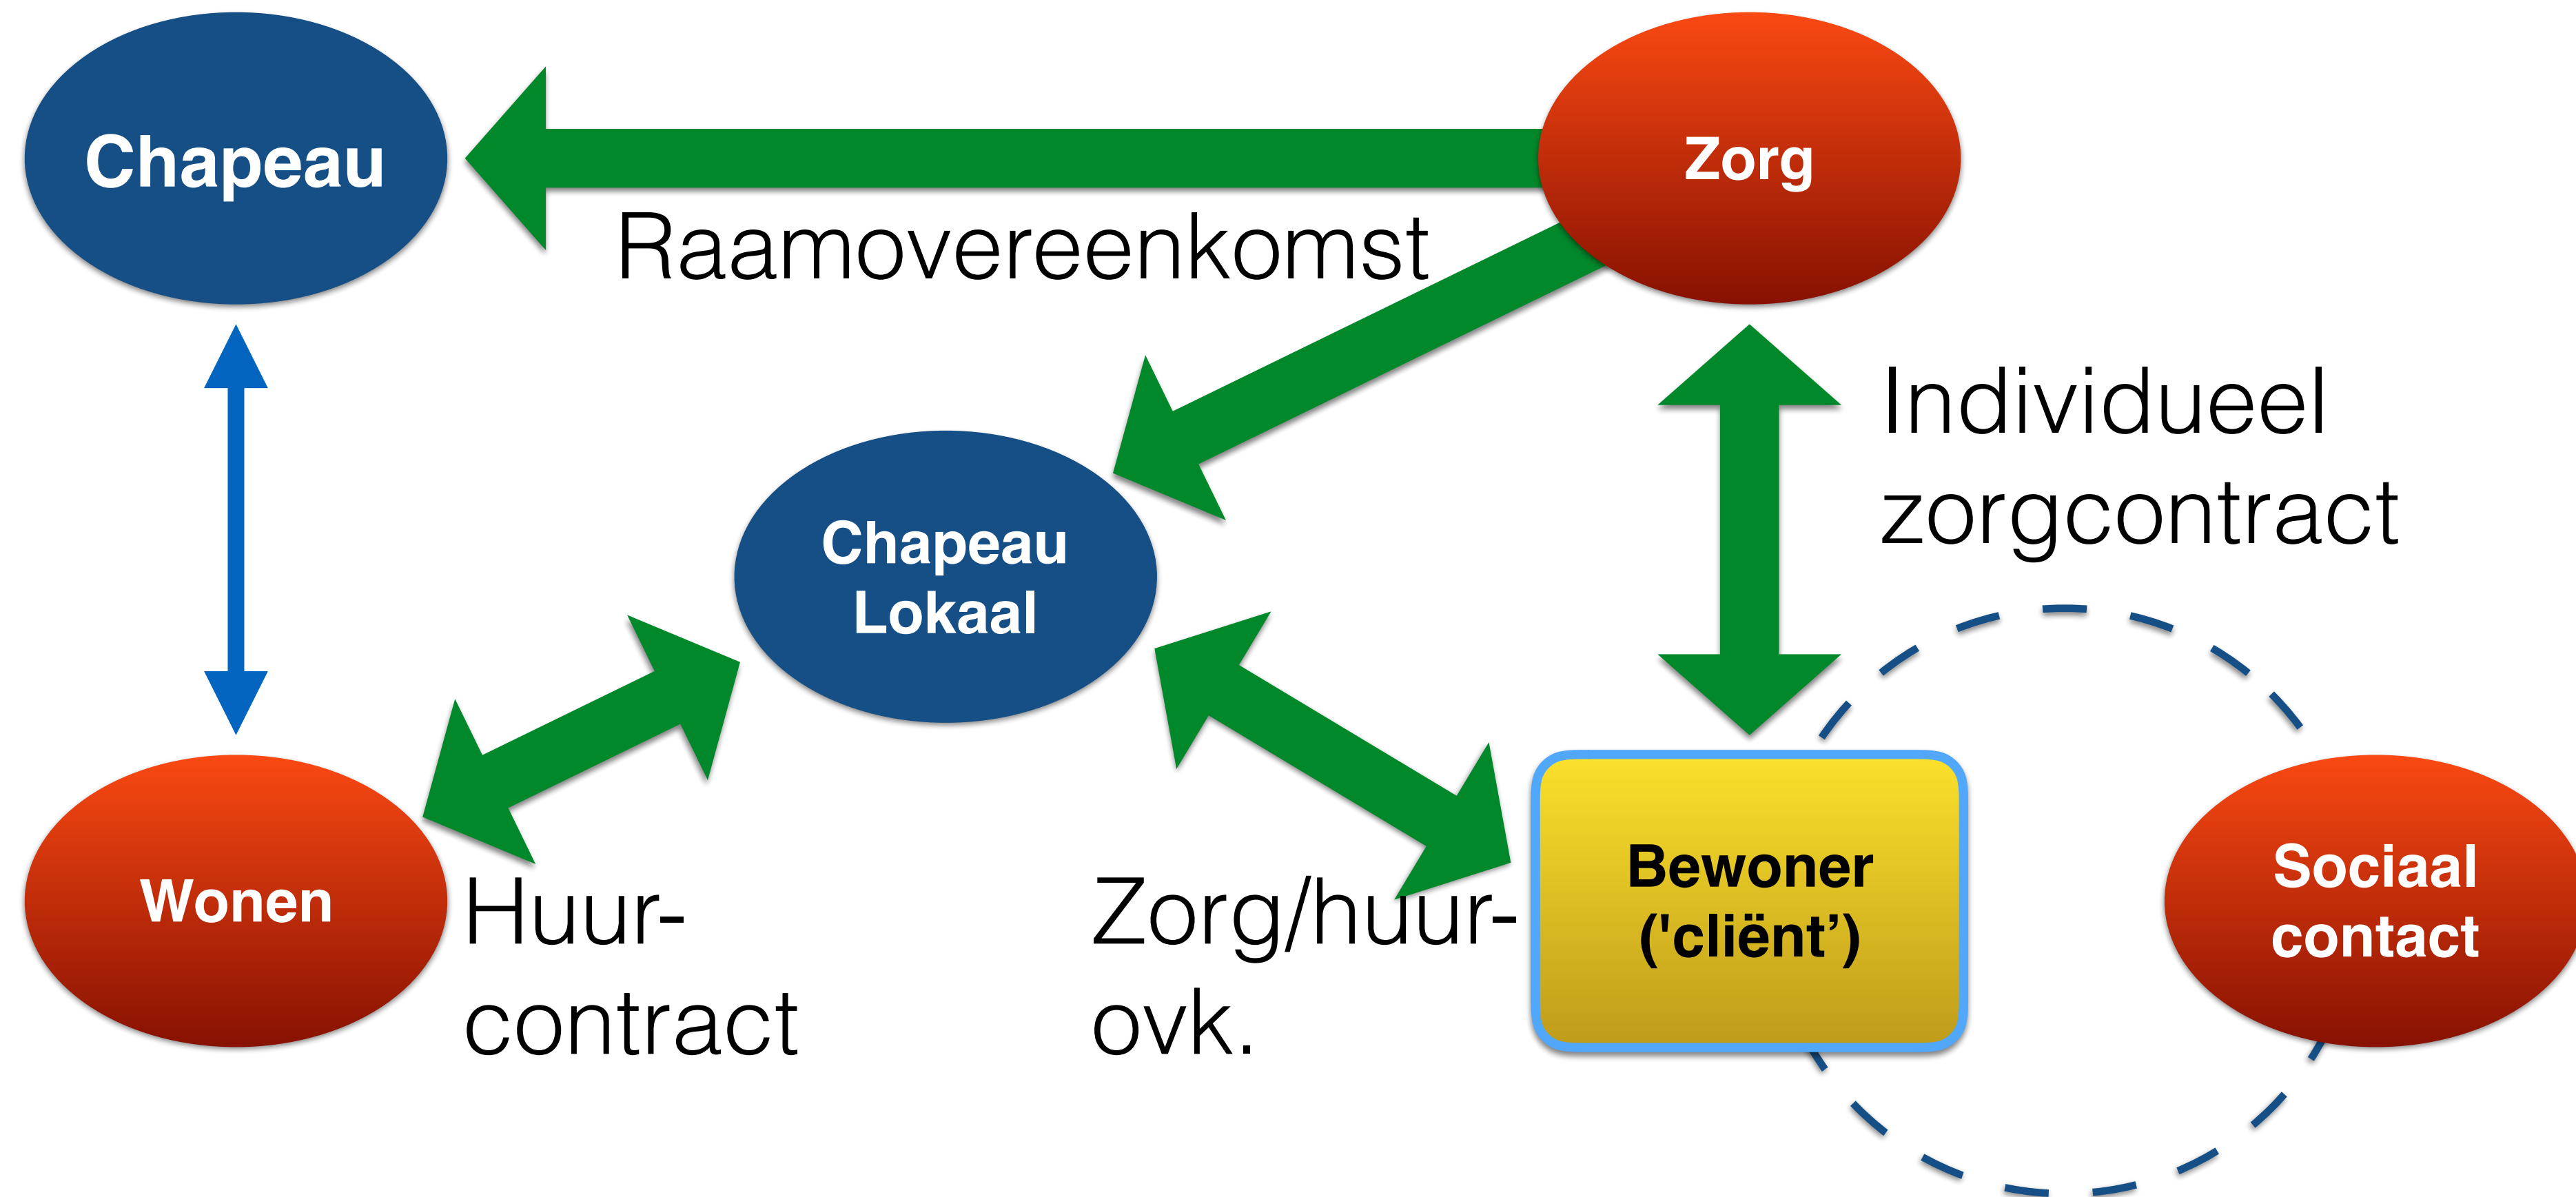 Chapeau
Zorg
Raamovereenkomst
Individueel
zorgcontract
Chapeau
Lokaal
Wonen
Huur-
contract
Zorg/huur-
ovk.
Bewoner
('cliënt’)
Sociaal
contact